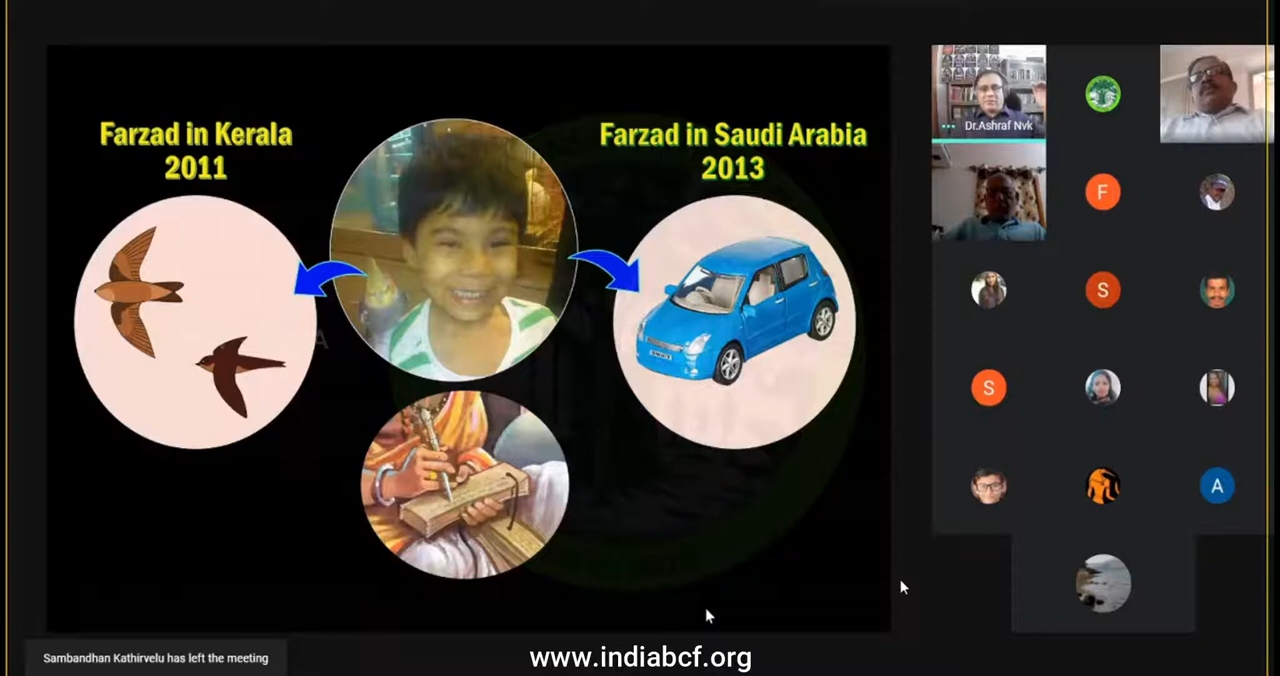 Farzad in Kerala
2011
Farzad in Saudi Arabia
2013
Dr.Ashraf Nvk
F
S
S
A
Sambandhan Kathirvelu has left the meeting
www.indiabcf.org